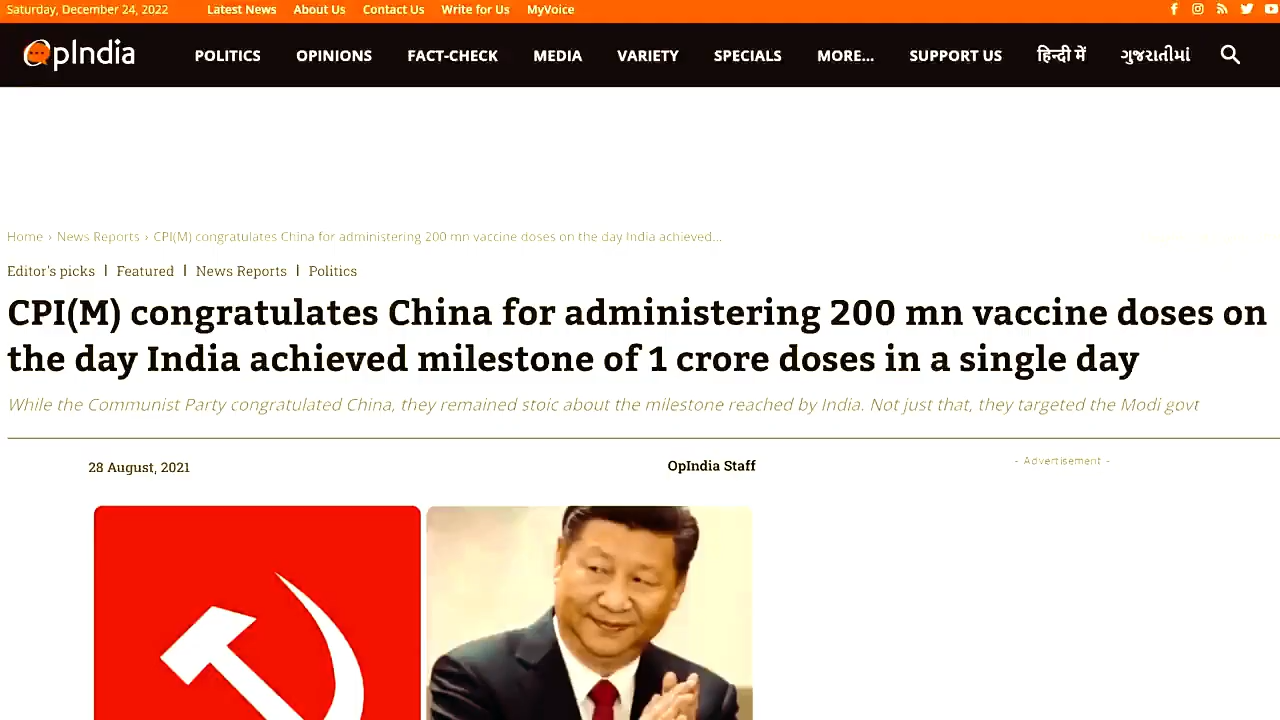 Saturday, December 24, 2022 Latest News About Us Contact Us Write for Us MyVoice
OpIndia POLITICS OPINIONS FACT-CHECK MEDIA VARIETY SPECIALS MORE... SUPPORT US हिन्दी में ગુજરાતીમાં
Home › News Reports › CPI(M) congratulates China for administering 200 mn vaccine doses on the day India achieved...
Editor's picks | Featured | News Reports | Politics
CPI(M) congratulates China for administering 200 mn vaccine doses on
the day India achieved milestone of 1 crore doses in a single day
While the Communist Party congratulated China, they remained stoic about the milestone reached by India. Not just that, they targeted the Modi govt
28 August, 2021 OpIndia Staff - Advertisement -